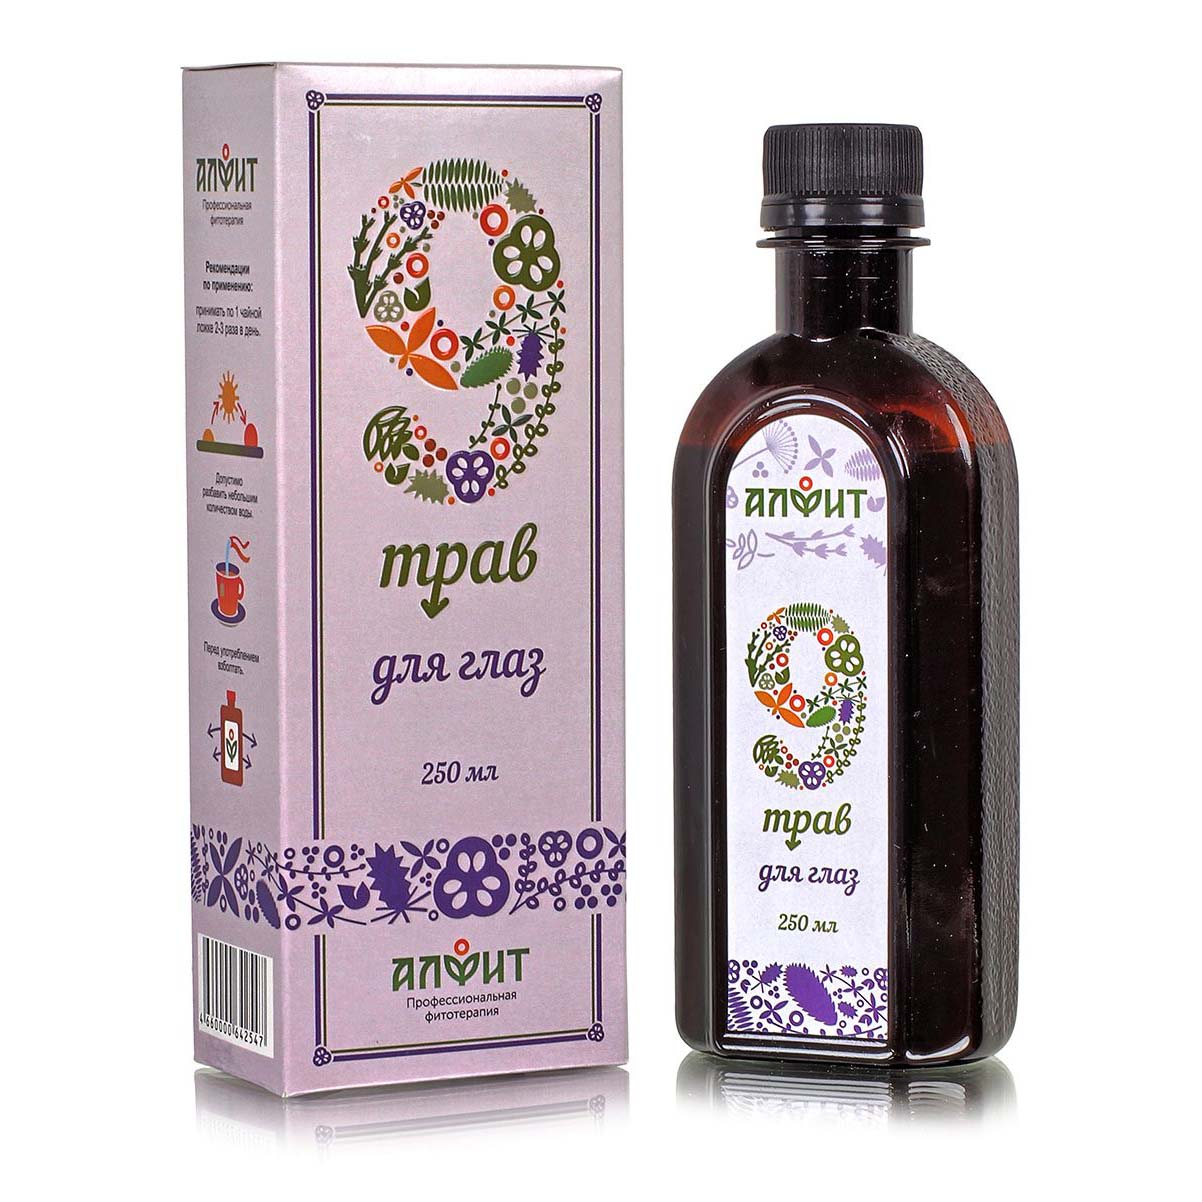 АЛФИТ
Профессиональная
фитотерапия
Рекомендации
по применению:
принимать по 1 чайной
ложке 2-3 раза в день.
Допустимо
разбавить небольшим
количеством воды.
Перед употреблением
взболтать.
4660000642547
9
трав
для глаз
250 мл
АЛФИТ
Профессиональная
фитотерапия
АЛФИТ
9
трав
для глаз
250 мл